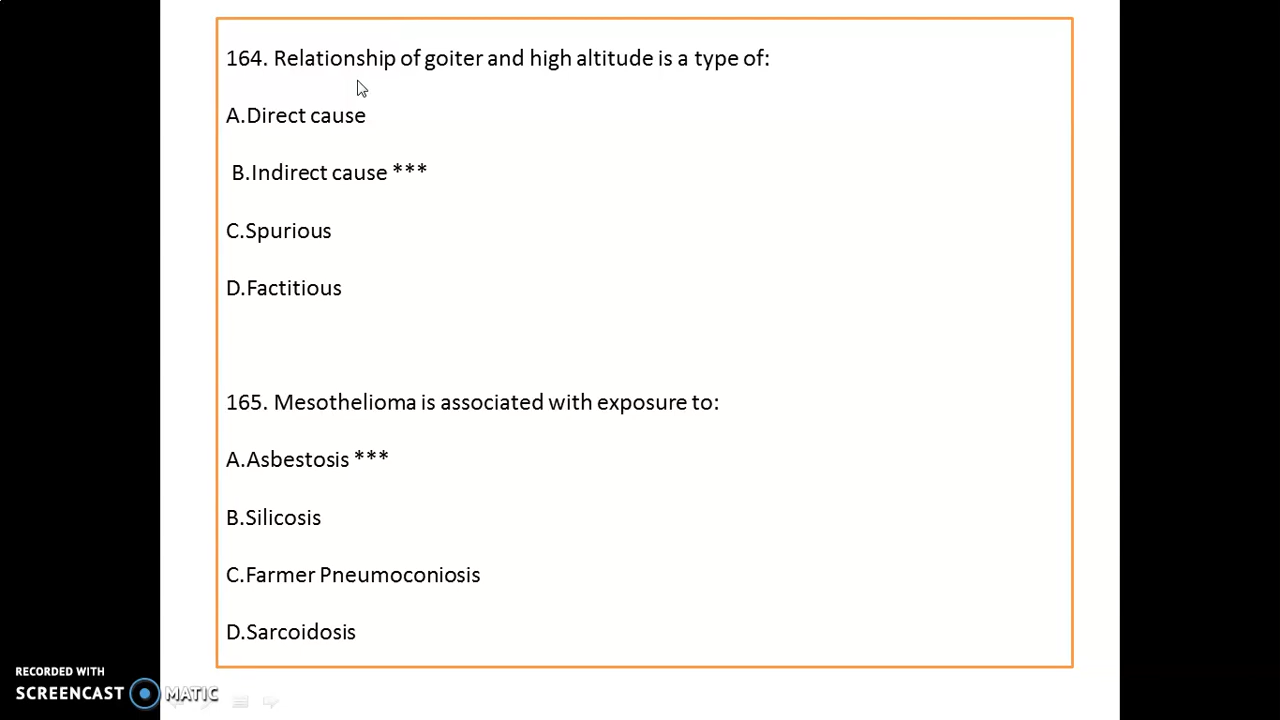 164. Relationship of goiter and high altitude is a type of:
A.Direct cause
B.Indirect cause ***
C.Spurious
D.Factitious
165. Mesothelioma is associated with exposure to:
A.Asbestosis ***
B.Silicosis
C.Farmer Pneumoconiosis
D.Sarcoidosis
RECORDED WITH
SCREENCAST MATIC